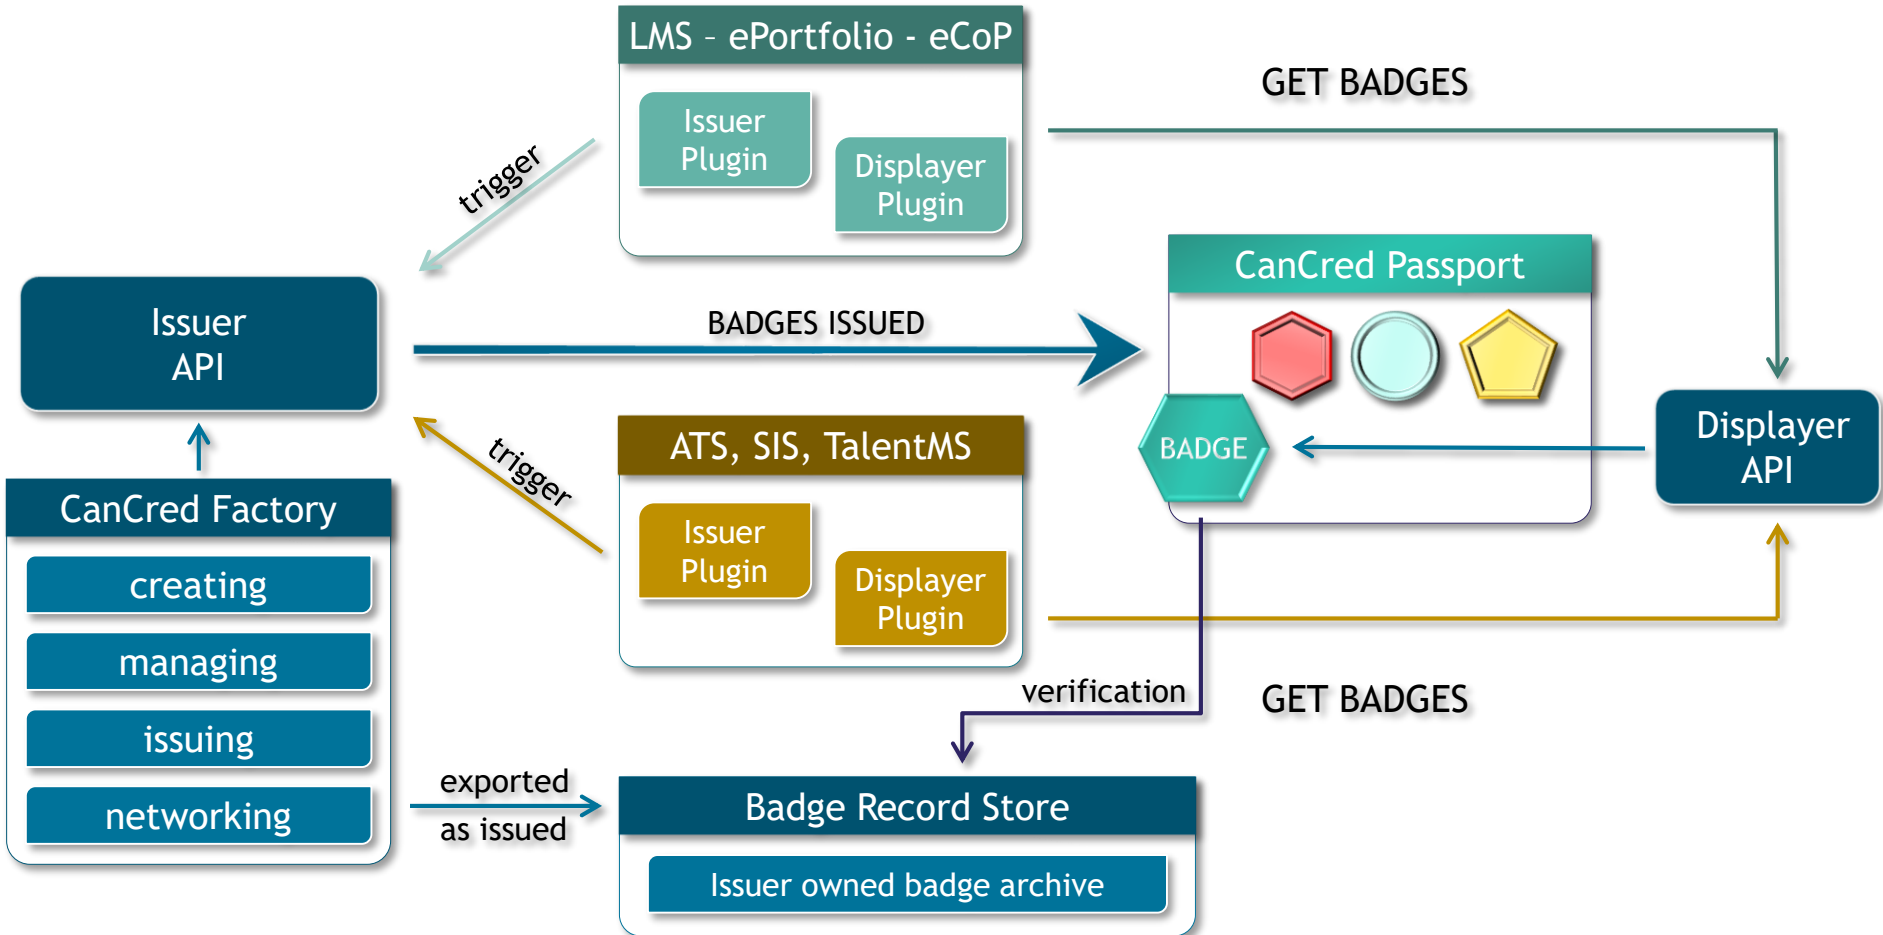 LMS – ePortfolio - eCoP
GET BADGES
Issuer
Plugin
Displayer
Plugin
trigger
CanCred Passport
Issuer
API
BADGES ISSUED
BADGE
Displayer
API
trigger
ATS, SIS, TalentMS
Issuer
Plugin
Displayer
Plugin
CanCred Factory
creating
managing
issuing
networking
verification
GET BADGES
exported
as issued
Badge Record Store
Issuer owned badge archive